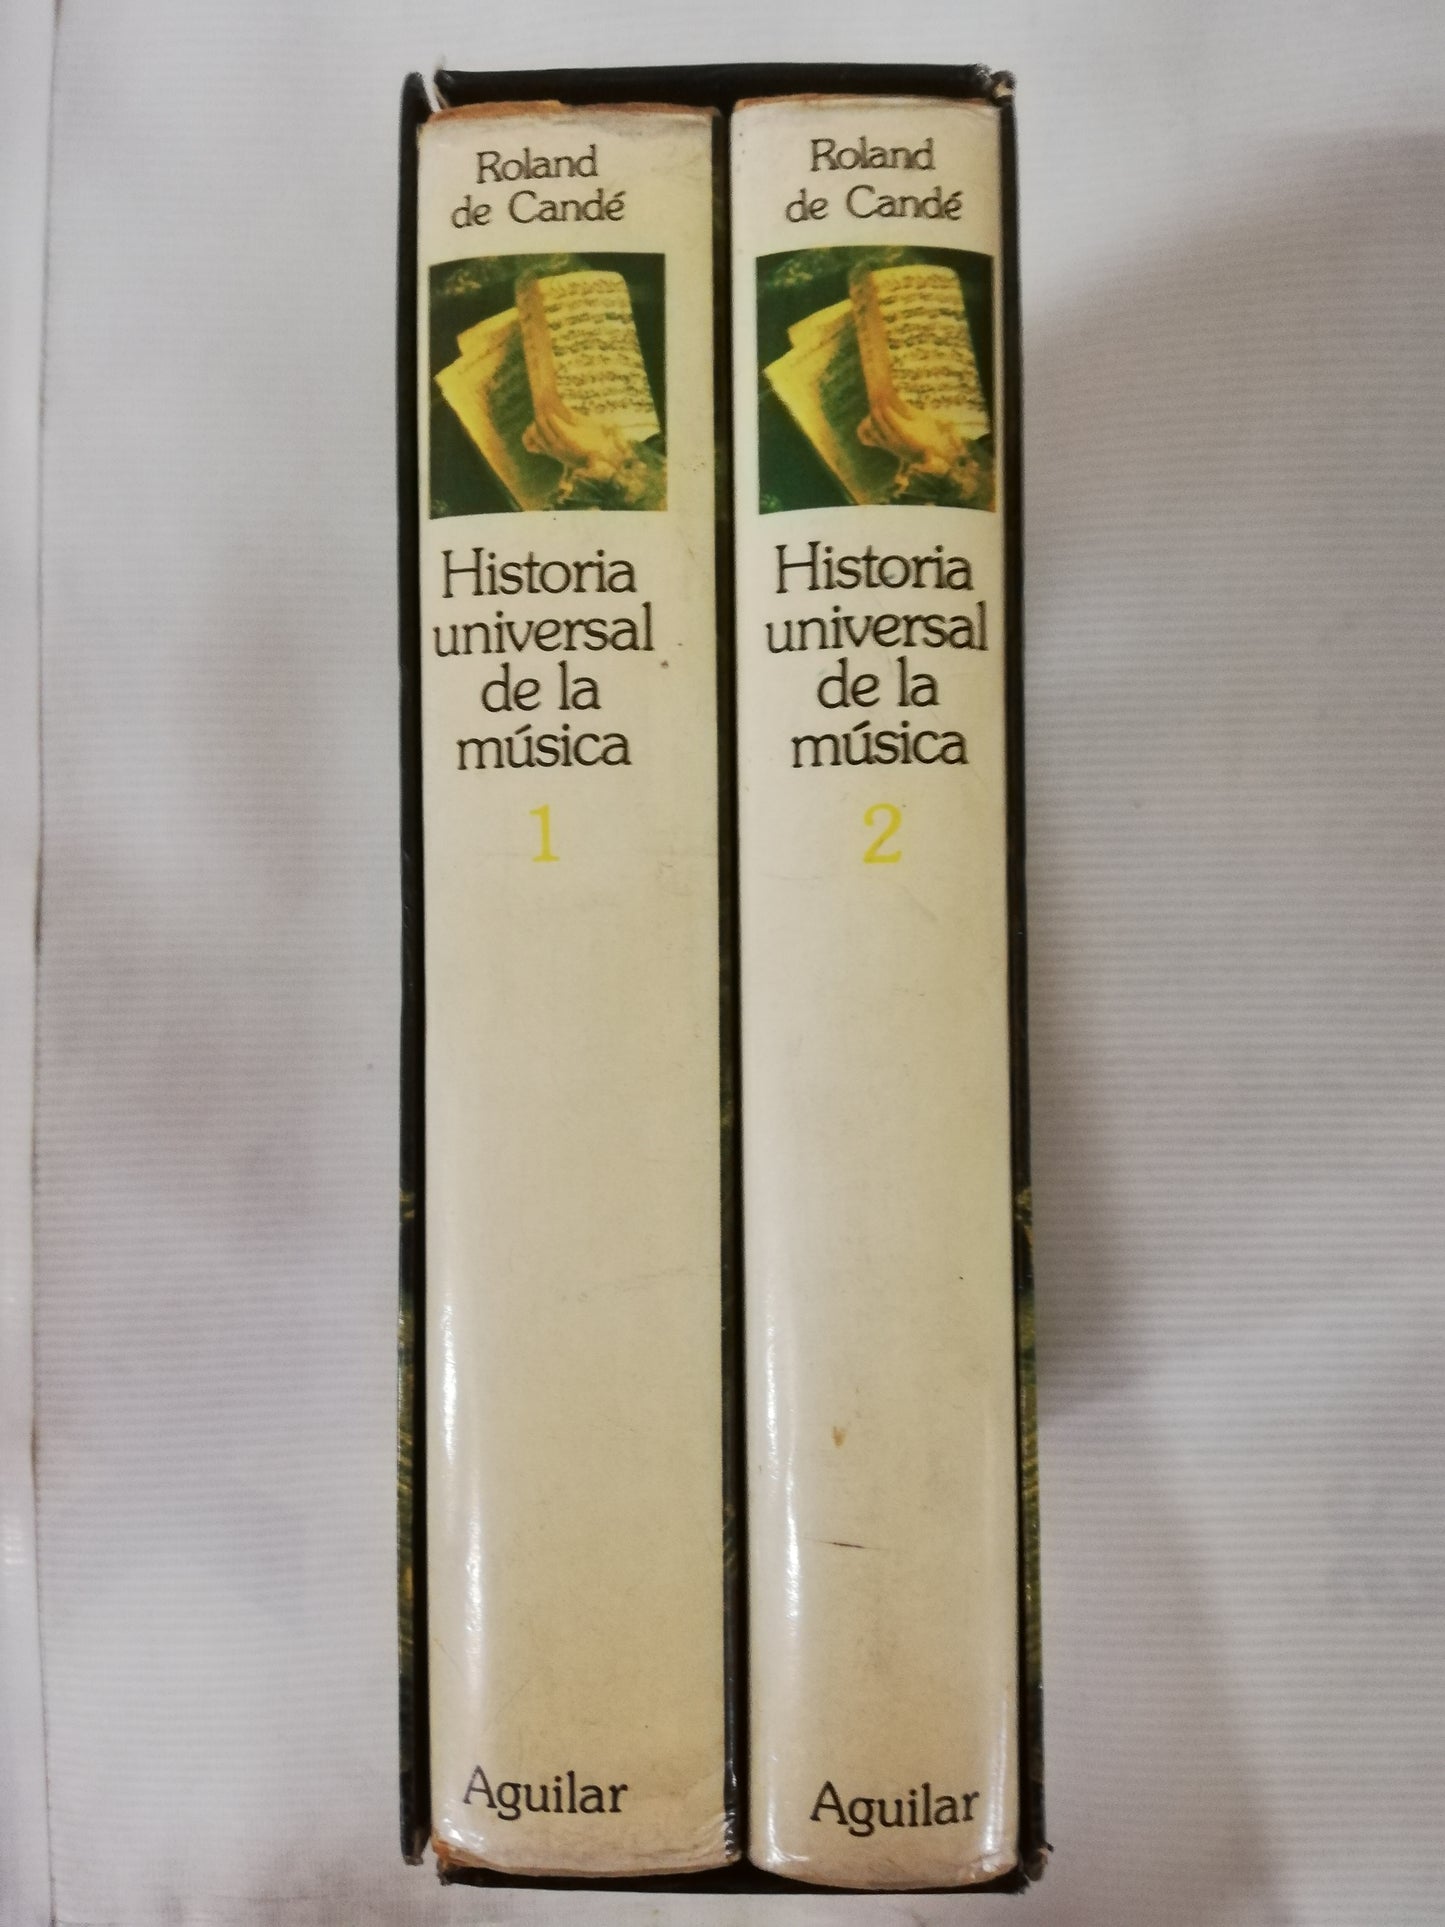 Roland
de Candé
Historia
universal
de la
música
1
Aguilar
Roland
de Candé
Historia
universal
de la
música
2
Aguilar